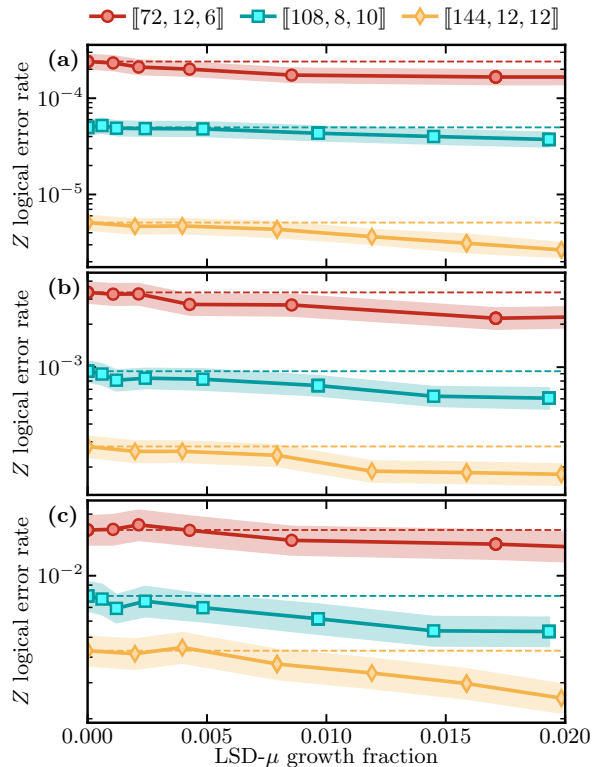 [[72, 12, 6]] [[108, 8, 10]] [[144, 12, 12]]
(a)
Z logical error rate
10⁻⁴
10⁻⁵
(b)
Z logical error rate
10⁻³
(c)
Z logical error rate
10⁻²
0.000 0.005 0.010 0.015 0.020
LSD-μ growth fraction